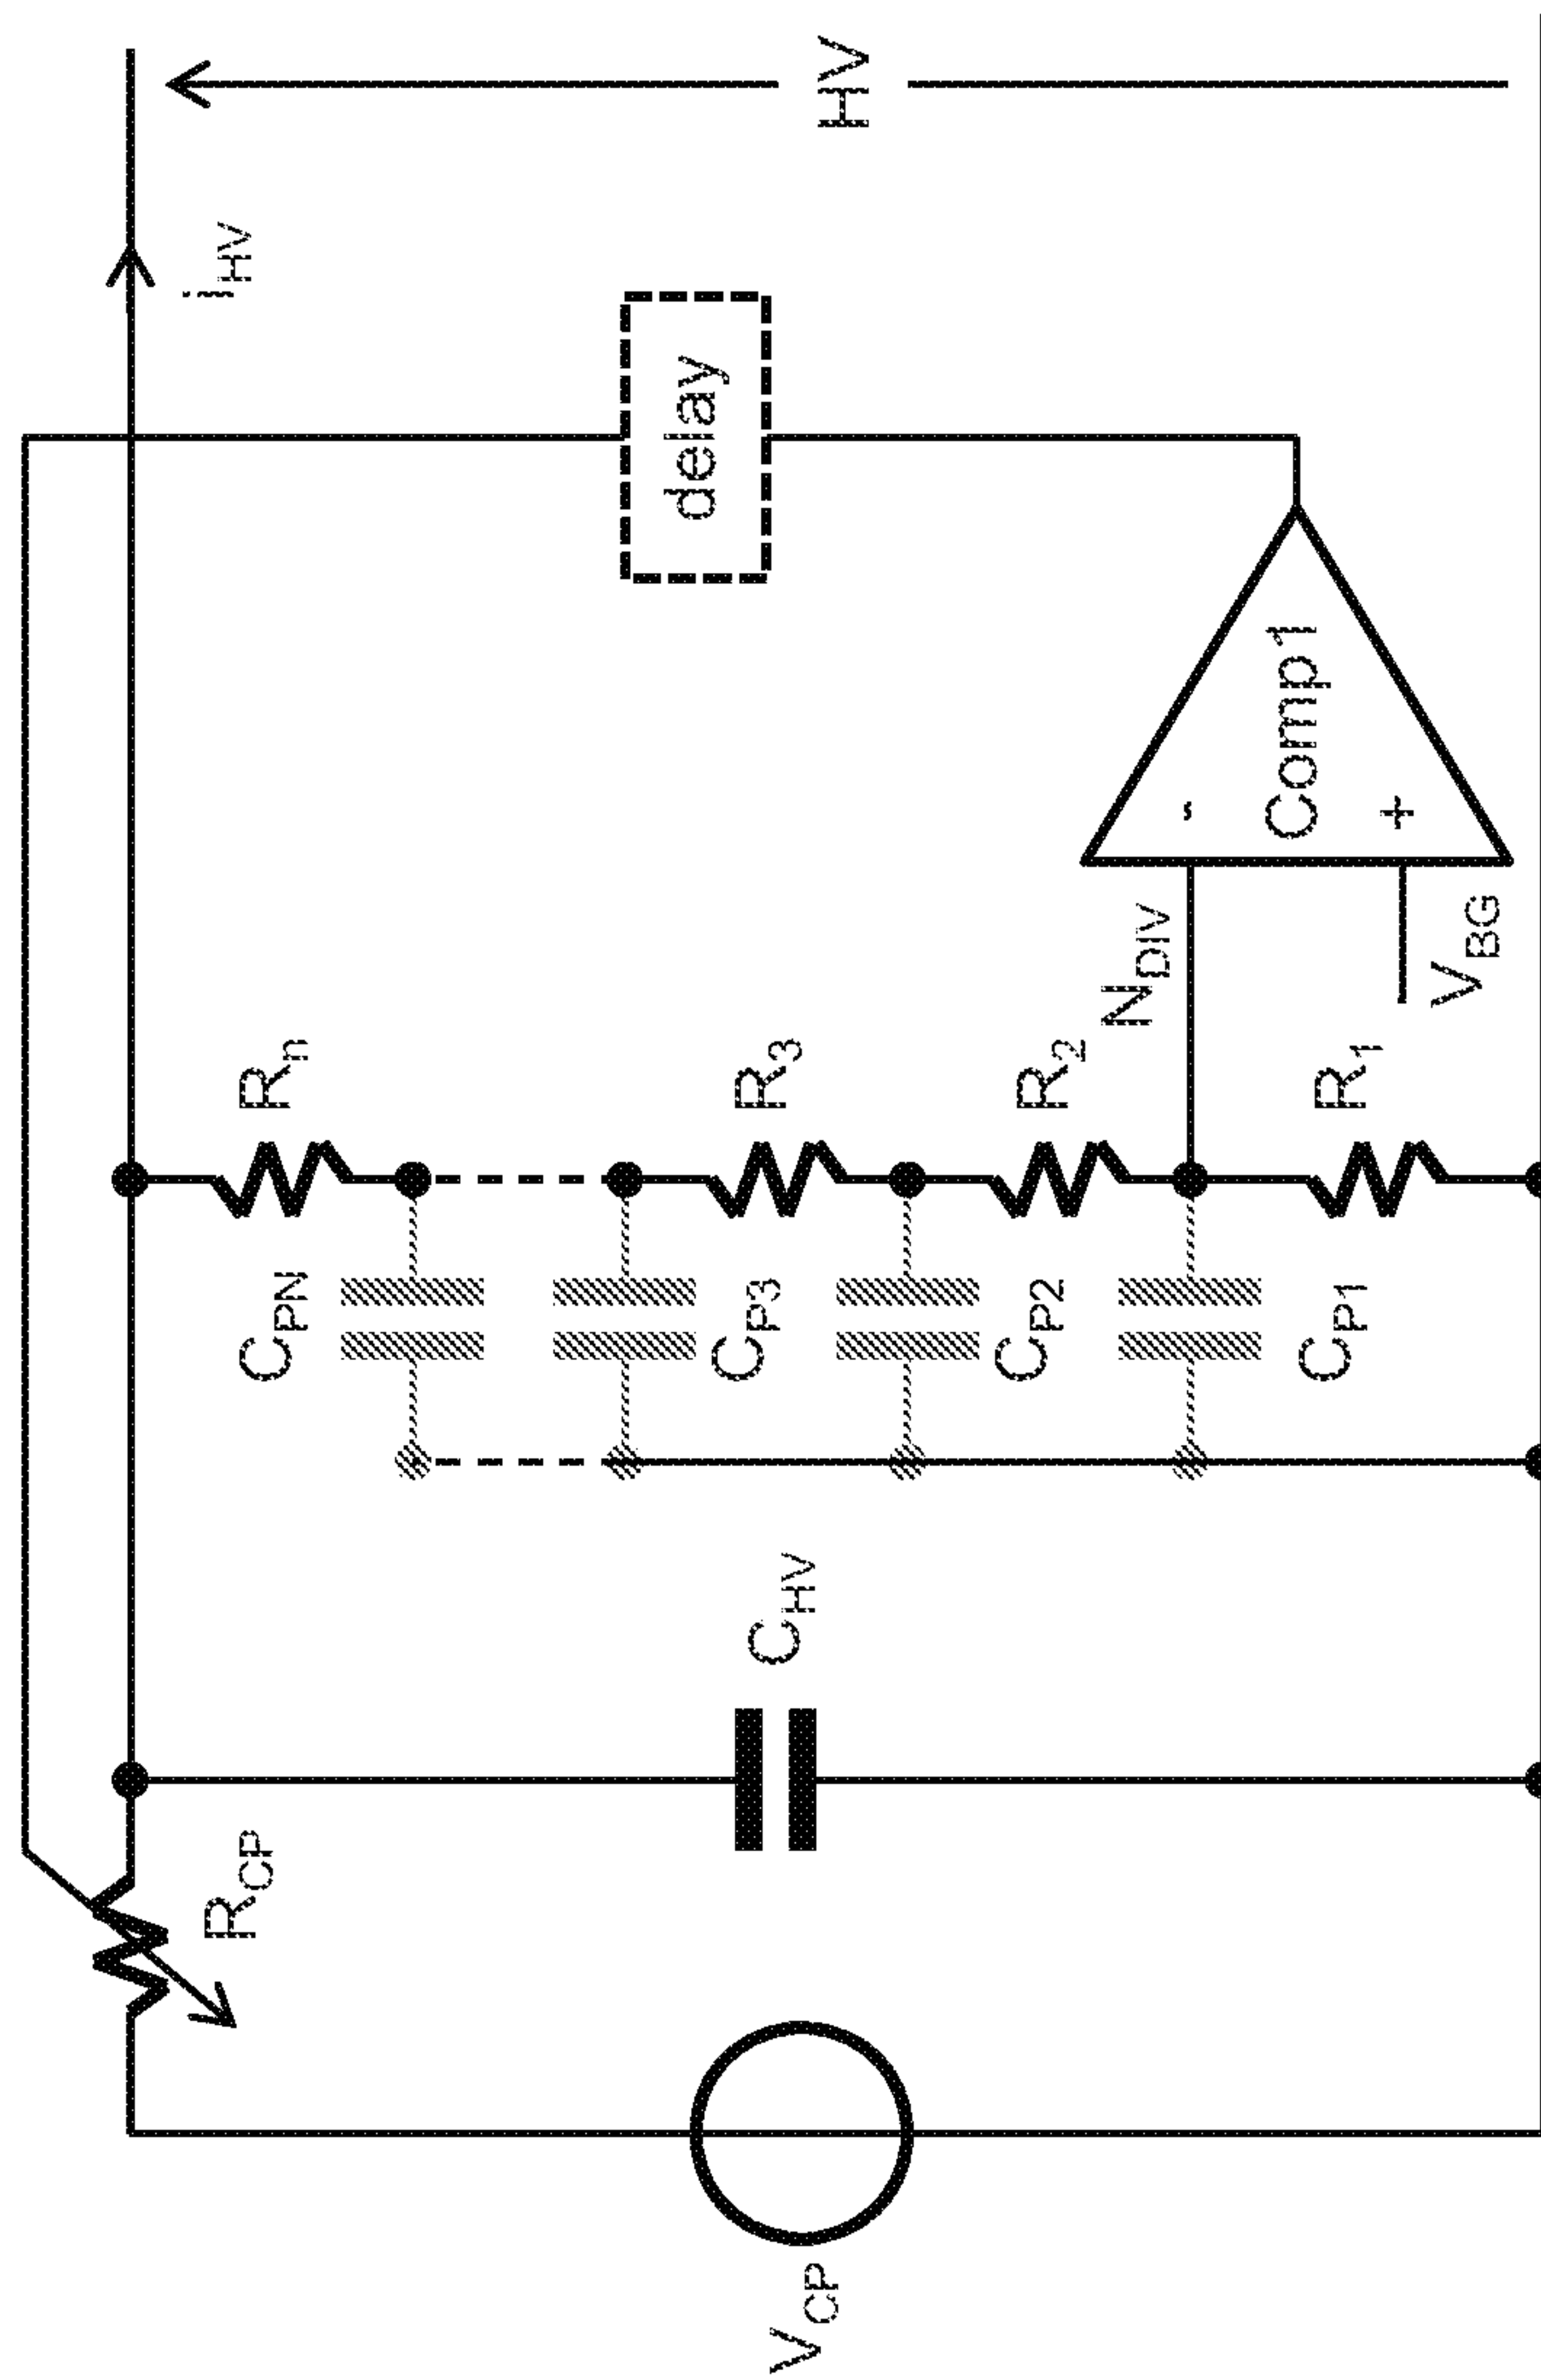 V_CP
R_CP
C_HV
C_PN
C_P3
C_P2
C_P1
R_n
R_3
R_2
R_1
N_DIV
V_BG
-
Comp1
+
delay
i_HV
HV